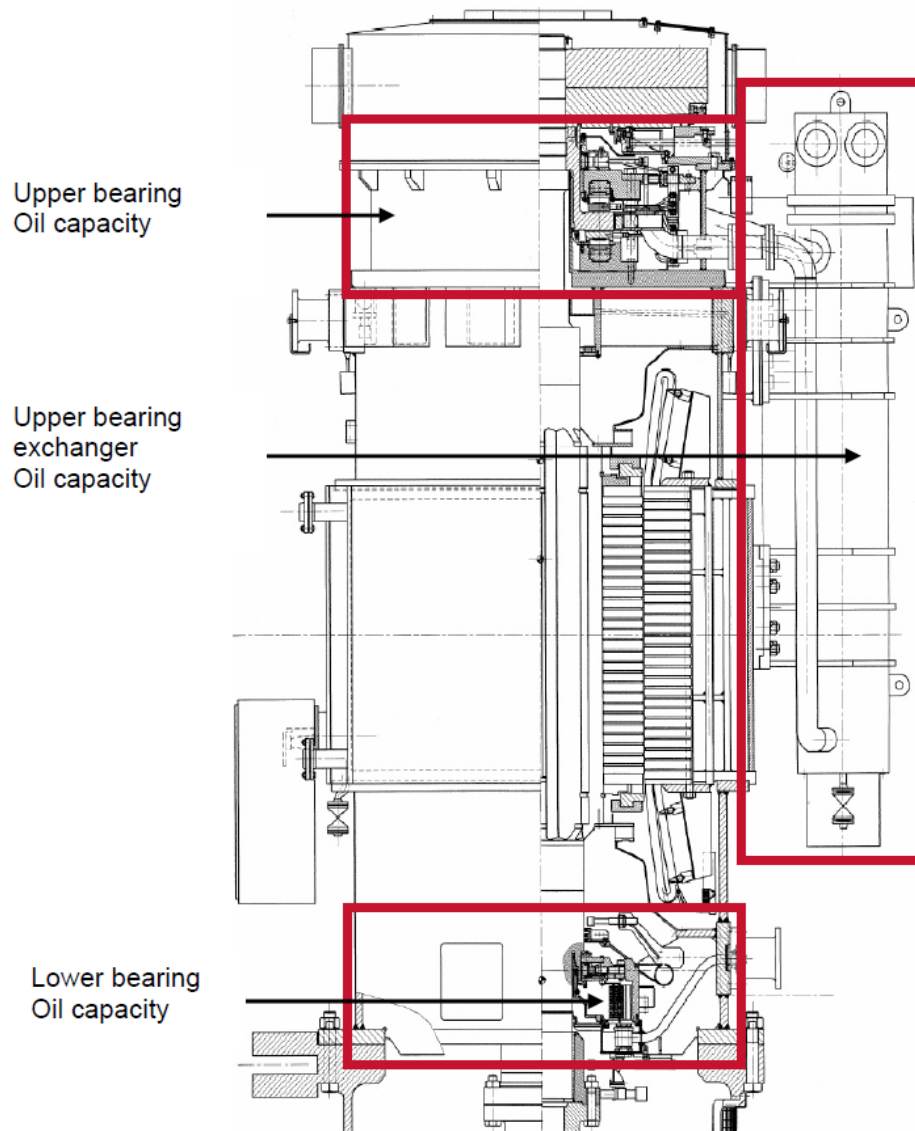 Upper bearing
Oil capacity
Upper bearing
exchanger
Oil capacity
Lower bearing
Oil capacity